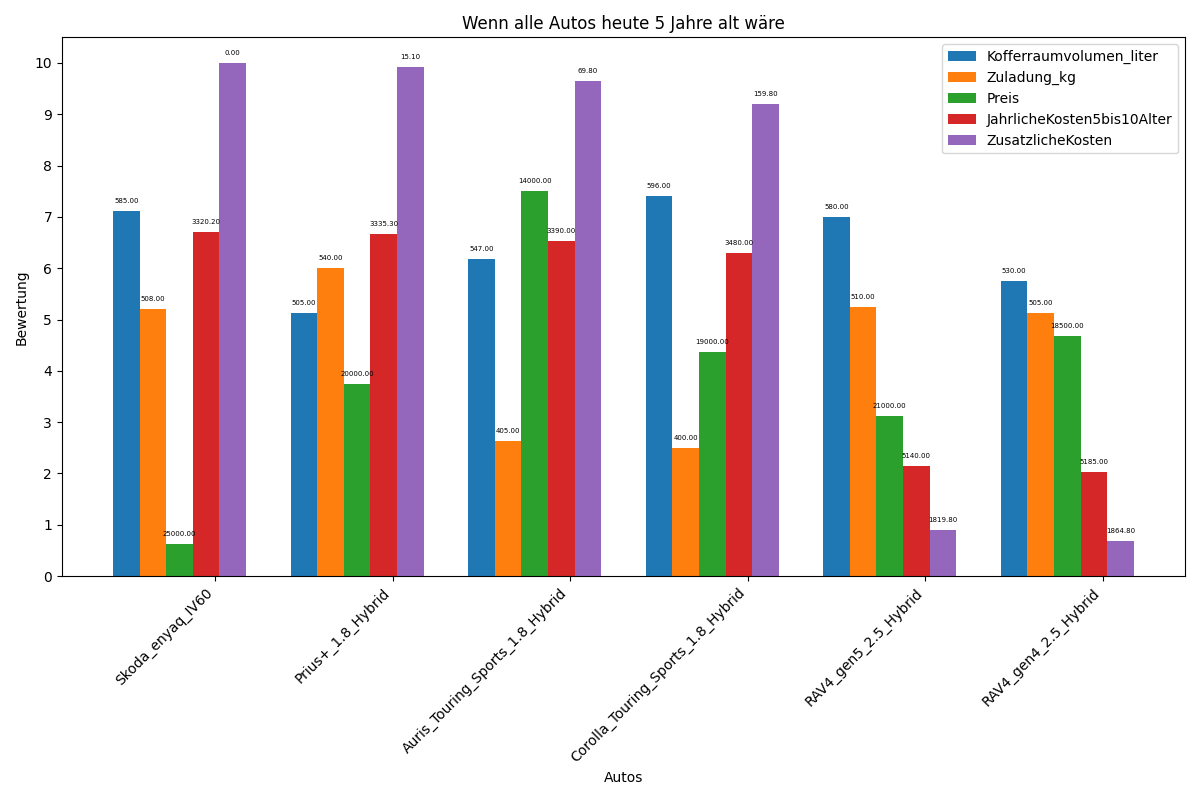 Wenn alle Autos heute 5 Jahre alt wäre
Kofferraumvolumen_liter
Zuladung_kg
Preis
JahrlicheKosten5bis10Alter
ZusatzlicheKosten
Bewertung
10
9
8
7
6
5
4
3
2
1
0
585.00
508.00
25000.00
3320.20
0.00
505.00
540.00
20000.00
3335.30
15.10
547.00
405.00
14000.00
3390.00
69.80
596.00
400.00
19000.00
3480.00
159.80
580.00
510.00
21000.00
5140.00
1819.80
530.00
505.00
18500.00
5185.00
1864.80
Skoda_enyaq_IV60
Prius+_1.8_Hybrid
Auris_Touring_Sports_1.8_Hybrid
Corolla_Touring_Sports_1.8_Hybrid
RAV4_gen5_2.5_Hybrid
RAV4_gen4_2.5_Hybrid
Autos